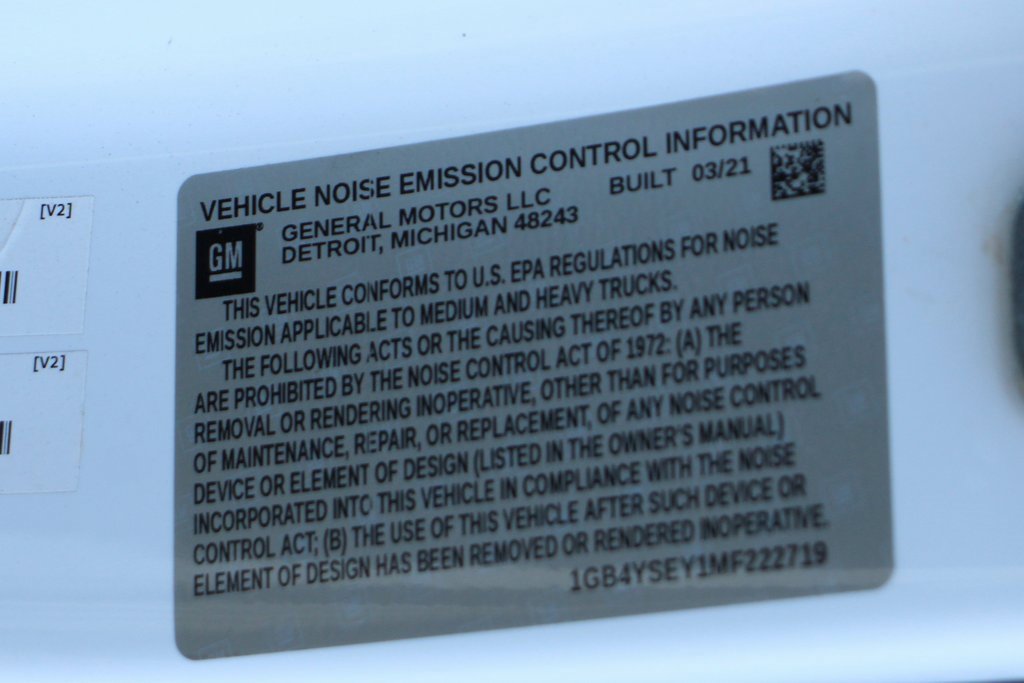 VEHICLE NOISE EMISSION CONTROL INFORMATION
GENERAL MOTORS LLC BUILT 03/21
DETROIT, MICHIGAN 48243
GM®
THIS VEHICLE CONFORMS TO U.S. EPA REGULATIONS FOR NOISE
EMISSION APPLICABLE TO MEDIUM AND HEAVY TRUCKS.
THE FOLLOWING ACTS OR THE CAUSING THEREOF BY ANY PERSON
ARE PROHIBITED BY THE NOISE CONTROL ACT OF 1972: (A) THE
REMOVAL OR RENDERING INOPERATIVE, OTHER THAN FOR PURPOSES
OF MAINTENANCE, REPAIR, OR REPLACEMENT, OF ANY NOISE CONTROL
DEVICE OR ELEMENT OF DESIGN (LISTED IN THE OWNER'S MANUAL)
INCORPORATED INTO THIS VEHICLE IN COMPLIANCE WITH THE NOISE
CONTROL ACT; (B) THE USE OF THIS VEHICLE AFTER SUCH DEVICE OR
ELEMENT OF DESIGN HAS BEEN REMOVED OR RENDERED INOPERATIVE.
1GB4YSEY1MF222719
[V2]
[V2]